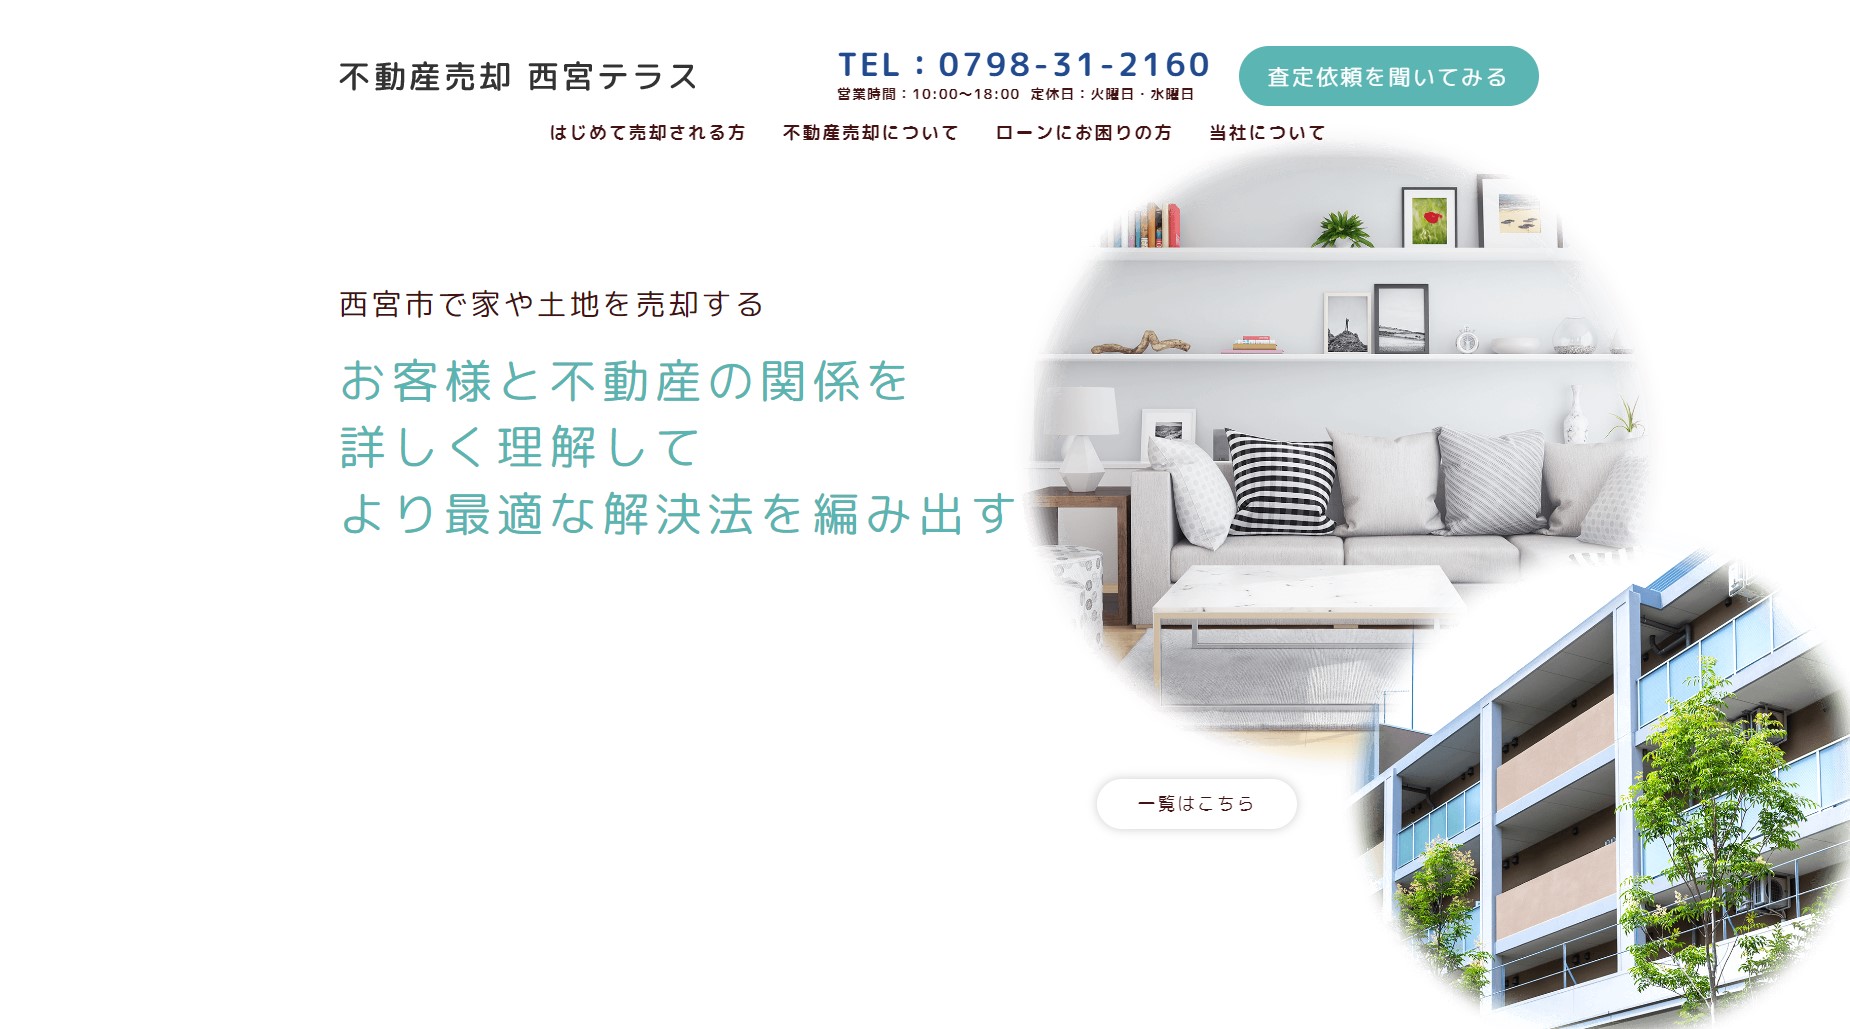 不動産売却 西宮テラス
TEL：0798-31-2160
営業時間：10:00〜18:00 定休日：火曜日・水曜日
査定依頼を聞いてみる
はじめて売却される方 不動産売却について ローンにお困りの方 当社について
西宮市で家や土地を売却する
お客様と不動産の関係を
詳しく理解して
より最適な解決法を編み出す
一覧はこちら